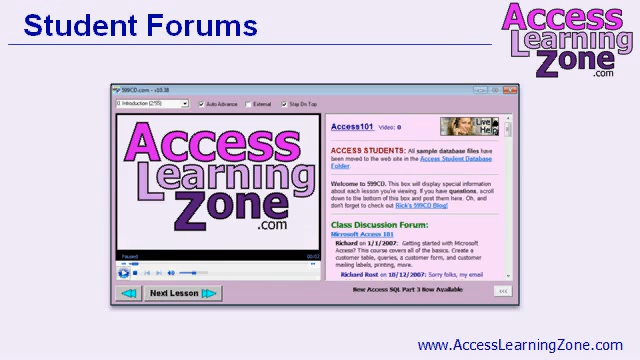 Student Forums
Access
Learning
Zone
.com
599CD.com - v10.38
0. Introduction (2:55)
Auto Advance
External
Stay On Top
Access
Learning
Zone
.com
Paused
00:03
Next Lesson
Access101 Video: 0
Live
Help
ACCESS STUDENTS: All sample database files have
been moved to the web site in the Access Student Database
Folder.
Welcome to 599CD. This box will display special information
about each lesson you're viewing. If you have questions, scroll
down to the bottom of this box and post them here. Oh, and
don't forget to check out Rick's 599CD Blog!
Class Discussion Forum:
Microsoft Access 101
Richard on 1/1/2007: Getting started with Microsoft
Access? This course covers all of the basics. Create a
customer table, queries, a customer form, and customer
mailing labels, printing, more.
Richard Rost on 10/12/2007: Sorry folks, my email
New Access SQL Part 3 Now Available
<<<
www.AccessLearningZone.com